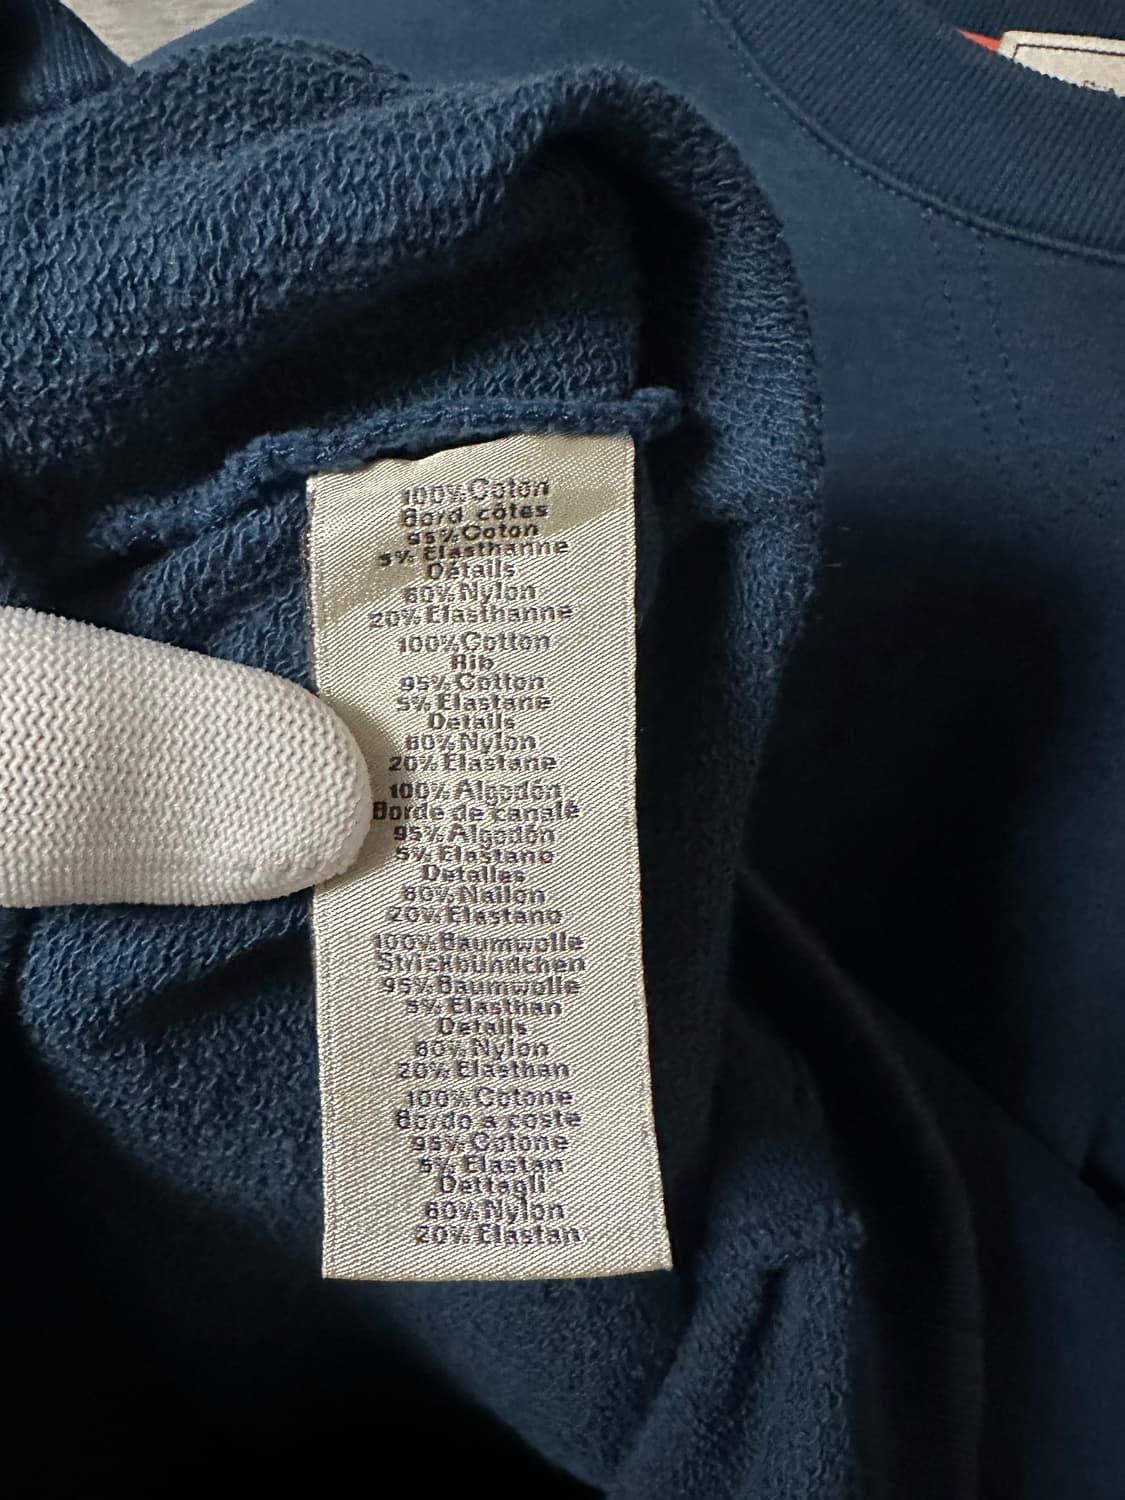 100% Coton
Bord côtes
95% Coton
5% Elasthanne
Détails
80% Nylon
20% Elasthanne
100% Cotton
Rib
95% Cotton
5% Elastane
Details
80% Nylon
20% Elastane
100% Algodón
Borde de canalé
95% Algodón
5% Elastano
Detalles
80% Nailon
20% Elastano
100% Baumwolle
Strickbündchen
95% Baumwolle
5% Elasthan
Details
80% Nylon
20% Elasthan
100% Cotone
Bordo a coste
95% Cotone
5% Elastan
Dettagli
80% Nylon
20% Elastan